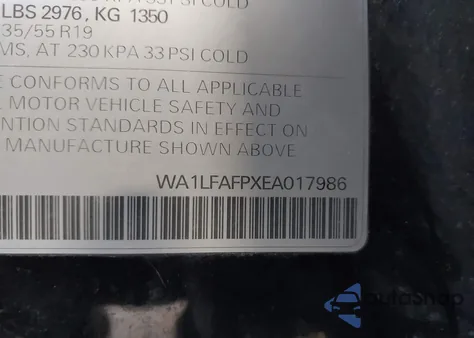 LBS 2976, KG 1350
35/55 R19
MS, AT 230 KPA 33 PSI COLD
E CONFORMS TO ALL APPLICABLE
L MOTOR VEHICLE SAFETY AND
ENTION STANDARDS IN EFFECT ON
MANUFACTURE SHOWN ABOVE.
WA1LFAFPXEA017986
autoSnap